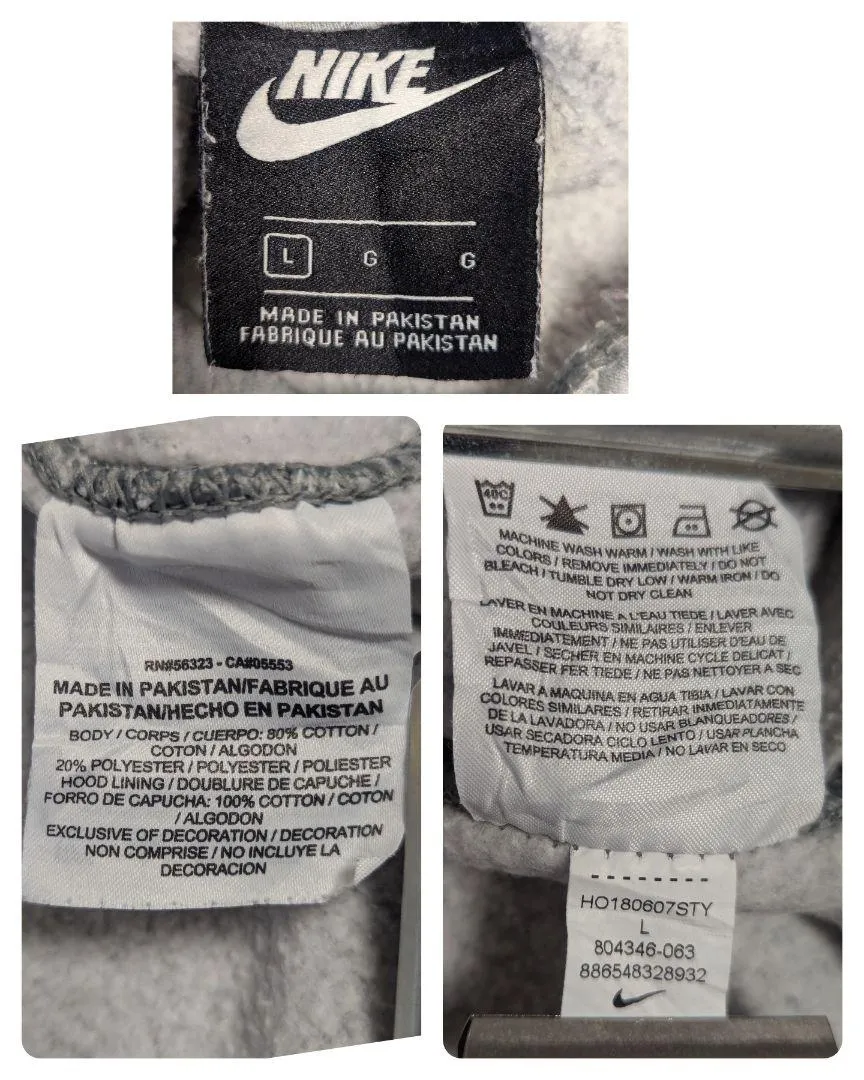 NIKE
L G G
MADE IN PAKISTAN
FABRIQUE AU PAKISTAN
RN#56323 - CA#05553
MADE IN PAKISTAN/FABRIQUE AU
PAKISTAN/HECHO EN PAKISTAN
BODY / CORPS / CUERPO: 80% COTTON /
COTON / ALGODON
20% POLYESTER / POLYESTER / POLIESTER
HOOD LINING / DOUBLURE DE CAPUCHE /
FORRO DE CAPUCHA: 100% COTTON / COTON
/ ALGODON
EXCLUSIVE OF DECORATION / DECORATION
NON COMPRISE / NO INCLUYE LA
DECORACION
40C
MACHINE WASH WARM / WASH WITH LIKE
COLORS / REMOVE IMMEDIATELY / DO NOT
BLEACH / TUMBLE DRY LOW / WARM IRON / DO
NOT DRY CLEAN
LAVER EN MACHINE A L'EAU TIEDE / LAVER AVEC
COULEURS SIMILAIRES / ENLEVER
IMMEDIATEMENT / NE PAS UTILISER D'EAU DE
JAVEL / SECHER EN MACHINE CYCLE DELICAT /
REPASSER FER TIEDE / NE PAS NETTOYER A SEC
LAVAR A MAQUINA EN AGUA TIBIA / LAVAR CON
COLORES SIMILARES / RETIRAR IMMEDIATAMENTE
DE LA LAVADORA / NO USAR BLANQUEADORES /
USAR SECADORA CICLO LENTO / USAR PLANCHA
TEMPERATURA MEDIA / NO LAVAR EN SECO
HO180607STY
L
804346-063
886548328932